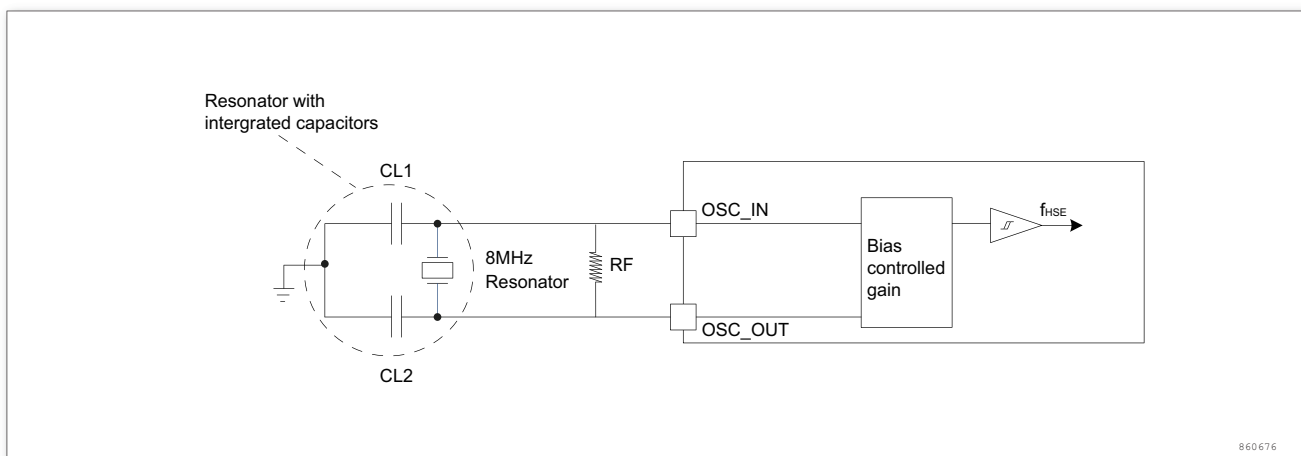 Resonator with
intergrated capacitors
CL1
OSC_IN
fHSE
8MHz
Resonator
RF
Bias
controlled
gain
OSC_OUT
CL2
860676